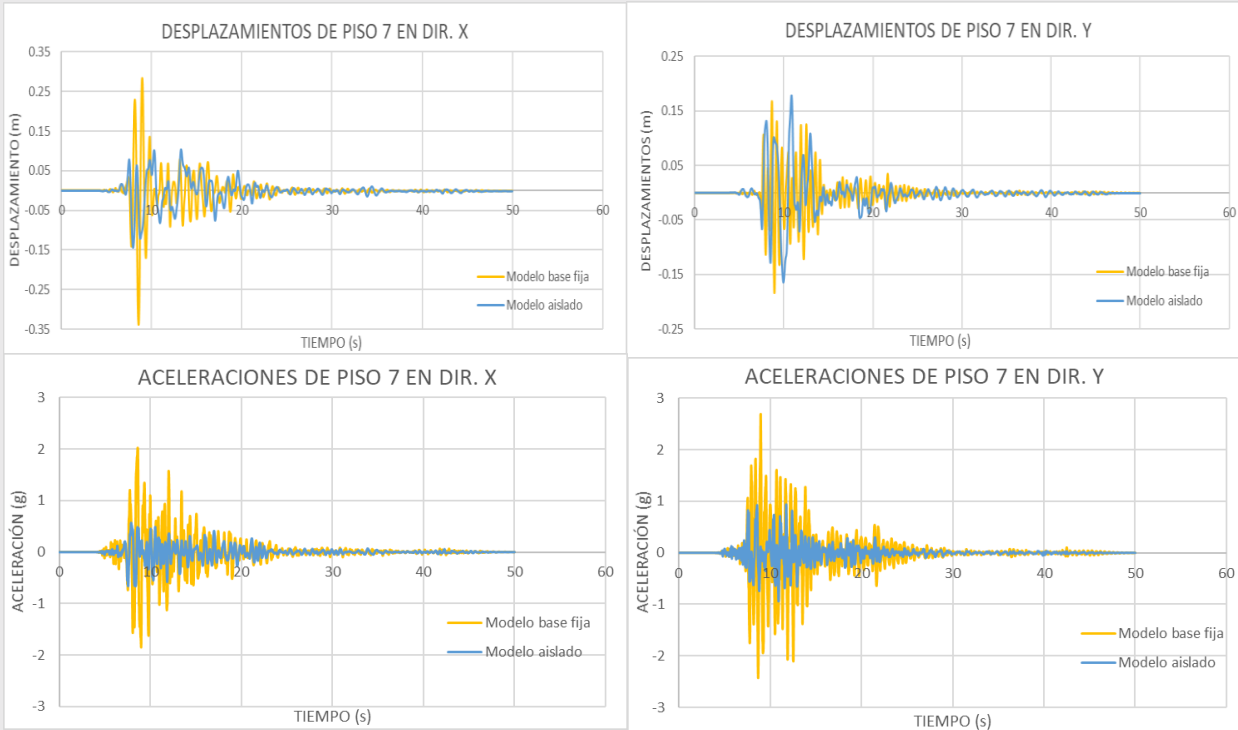 DESPLAZAMIENTOS DE PISO 7 EN DIR. X
0.35
0.25
0.15
0.05
-0.05
-0.15
-0.25
-0.35
0 10 20 30 40 50 60
DESPLAZAMIENTO (m)
TIEMPO (s)
Modelo base fija
Modelo aislado
DESPLAZAMIENTOS DE PISO 7 EN DIR. Y
0.25
0.15
0.05
-0.05
-0.15
-0.25
0 10 20 30 40 50 60
DESPLAZAMIENTOS (m)
TIEMPO (s)
Modelo base fija
Modelo aislado
ACELERACIONES DE PISO 7 EN DIR. X
3
2
1
0
-1
-2
-3
0 10 20 30 40 50 60
ACELERACIÓN (g)
TIEMPO (s)
Modelo base fija
Modelo aislado
ACELERACIONES DE PISO 7 EN DIR. Y
3
2
1
0
-1
-2
-3
0 10 20 30 40 50 60
ACELERACIÓN (g)
TIEMPO (s)
Modelo base fija
Modelo aislado